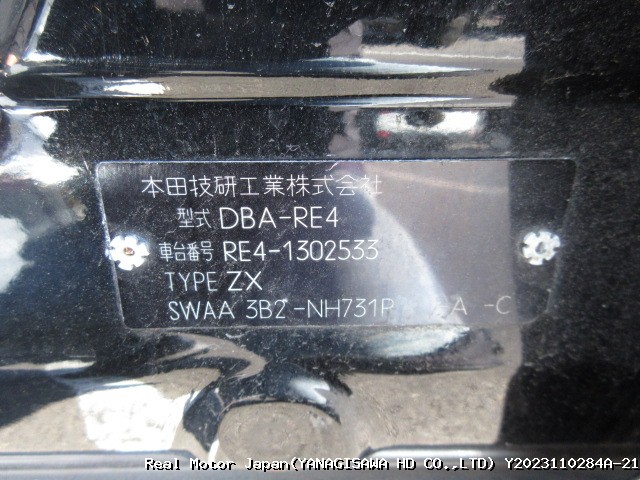 本田技研工業株式会社
型式 DBA-RE4
車台番号 RE4-1302533
TYPE ZX
SWAA 3B2-NH731P A -C
Real Motor Japan(YANAGISAWA HD CO.,LTD) Y2023110284A-21